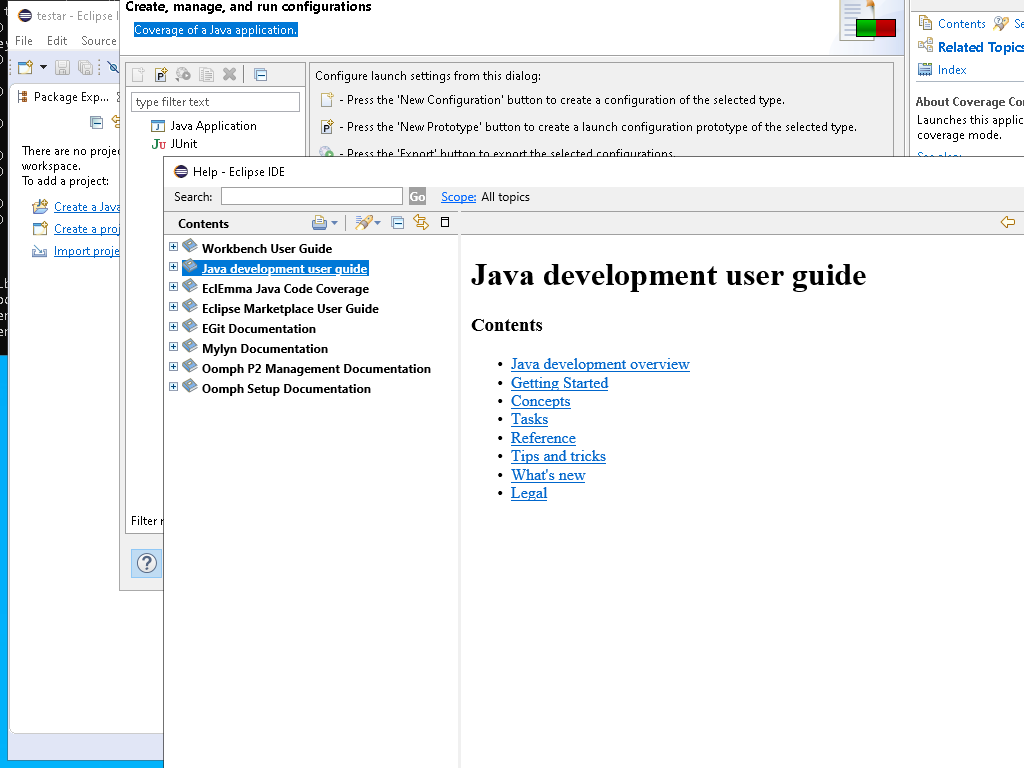 testar - Eclipse I
File Edit Source
Package Exp...
There are no projec
workspace.
To add a project:
Create a Java
Create a proj
Import proje
Create, manage, and run configurations
Coverage of a Java application.
type filter text
Java Application
Ju JUnit
Filter r
Configure launch settings from this dialog:
- Press the 'New Configuration' button to create a configuration of the selected type.
- Press the 'New Prototype' button to create a launch configuration prototype of the selected type.
- Press the 'Export' button to export the selected configurations.
Contents Se
Related Topics
Index
About Coverage Co
Launches this applic
coverage mode.
See also:
Help - Eclipse IDE
Search: Go Scope: All topics
Contents
Workbench User Guide
Java development user guide
EclEmma Java Code Coverage
Eclipse Marketplace User Guide
EGit Documentation
Mylyn Documentation
Oomph P2 Management Documentation
Oomph Setup Documentation
Java development user guide
Contents
• Java development overview
• Getting Started
• Concepts
• Tasks
• Reference
• Tips and tricks
• What's new
• Legal